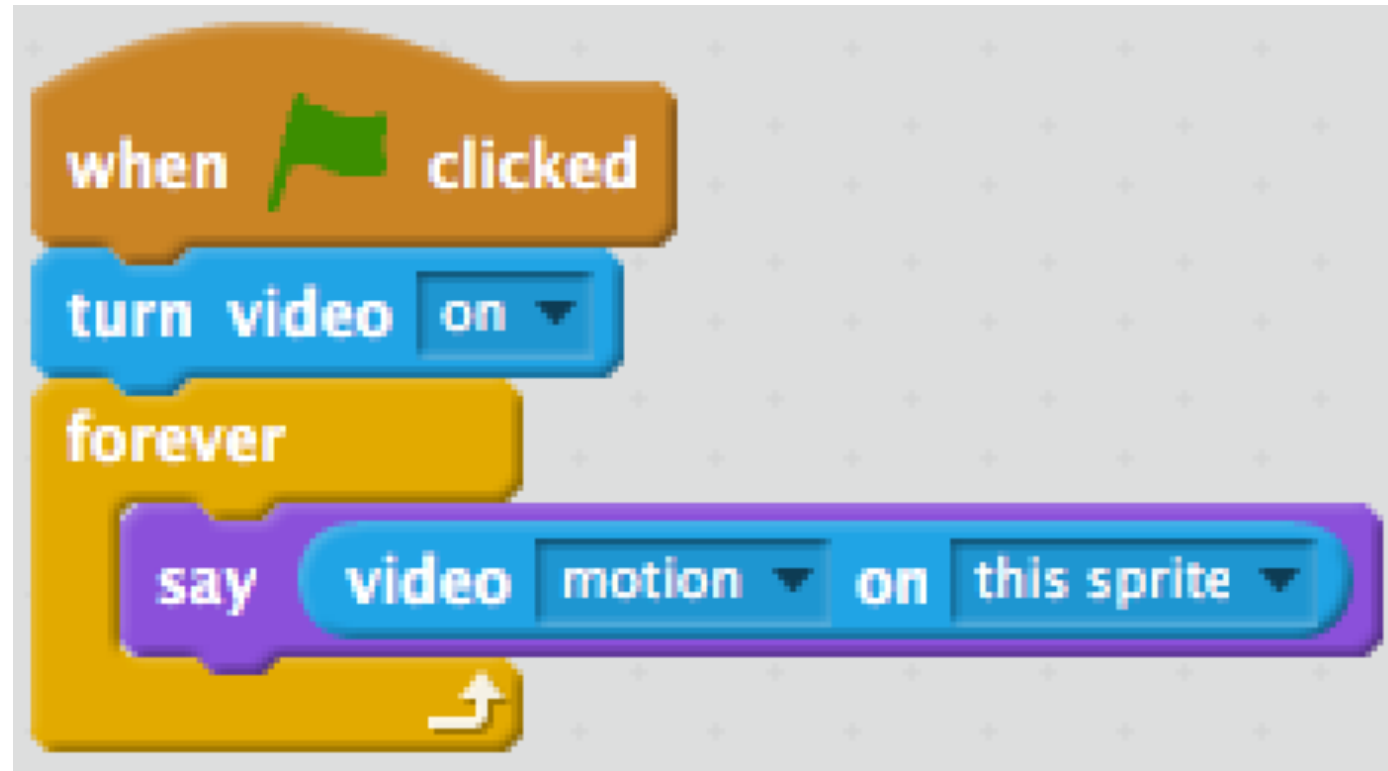 when clicked
turn video on
forever
say video motion on this sprite